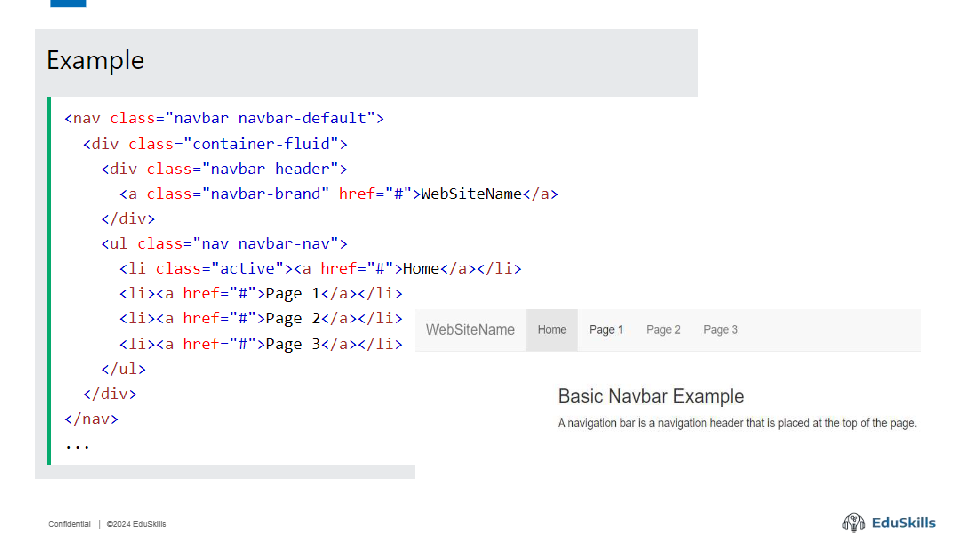 Example
<nav class="navbar navbar-default">
<div class="container-fluid">
<div class="navbar header">
<a class="navbar-brand" href="#">WebSiteName</a>
</div>
<ul class="nav navbar-nav">
<li class="active"><a href="#">Home</a></li>
<li><a href="#">Page 1</a></li>
<li><a href="#">Page 2</a></li>
<li><a href="#">Page 3</a></li>
</ul>
</div>
</nav>
...
WebSiteName Home Page 1 Page 2 Page 3
Basic Navbar Example
A navigation bar is a navigation header that is placed at the top of the page.
Confidential | ©2024 EduSkills
EduSkills